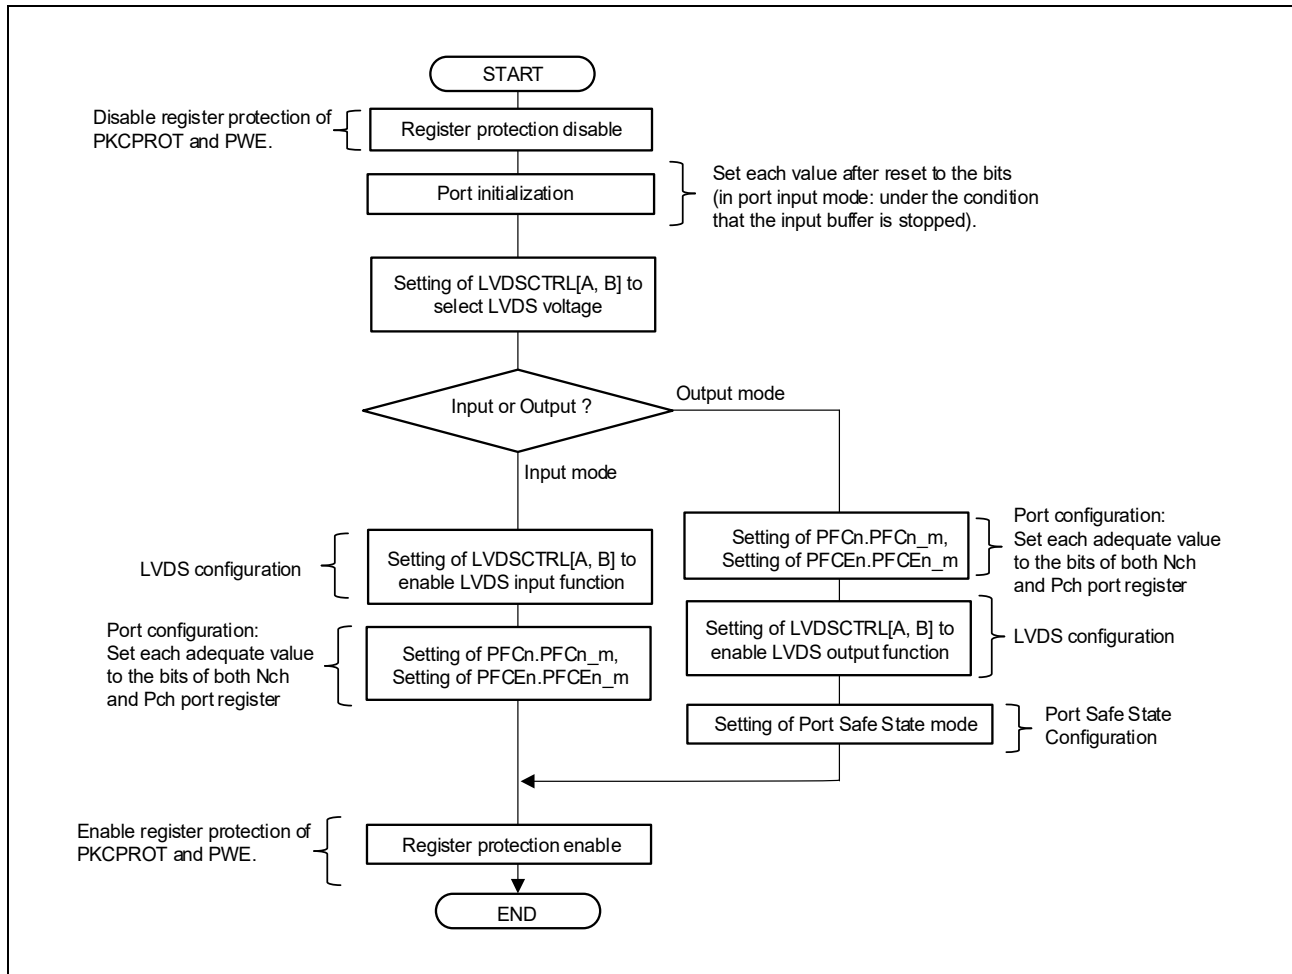 START
Disable register protection of
PKCPROT and PWE.
Register protection disable
Port initialization
Set each value after reset to the bits
(in port input mode: under the condition
that the input buffer is stopped).
Setting of LVDSCTRL[A, B] to
select LVDS voltage
Input or Output ?
Output mode
Input mode
LVDS configuration
Setting of LVDSCTRL[A, B] to
enable LVDS input function
Port configuration:
Set each adequate value
to the bits of both Nch
and Pch port register
Setting of PFCn.PFCn_m,
Setting of PFCEn.PFCEn_m
Setting of PFCn.PFCn_m,
Setting of PFCEn.PFCEn_m
Port configuration:
Set each adequate value
to the bits of both Nch
and Pch port register
Setting of LVDSCTRL[A, B] to
enable LVDS output function
LVDS configuration
Setting of Port Safe State mode
Port Safe State
Configuration
Enable register protection of
PKCPROT and PWE.
Register protection enable
END